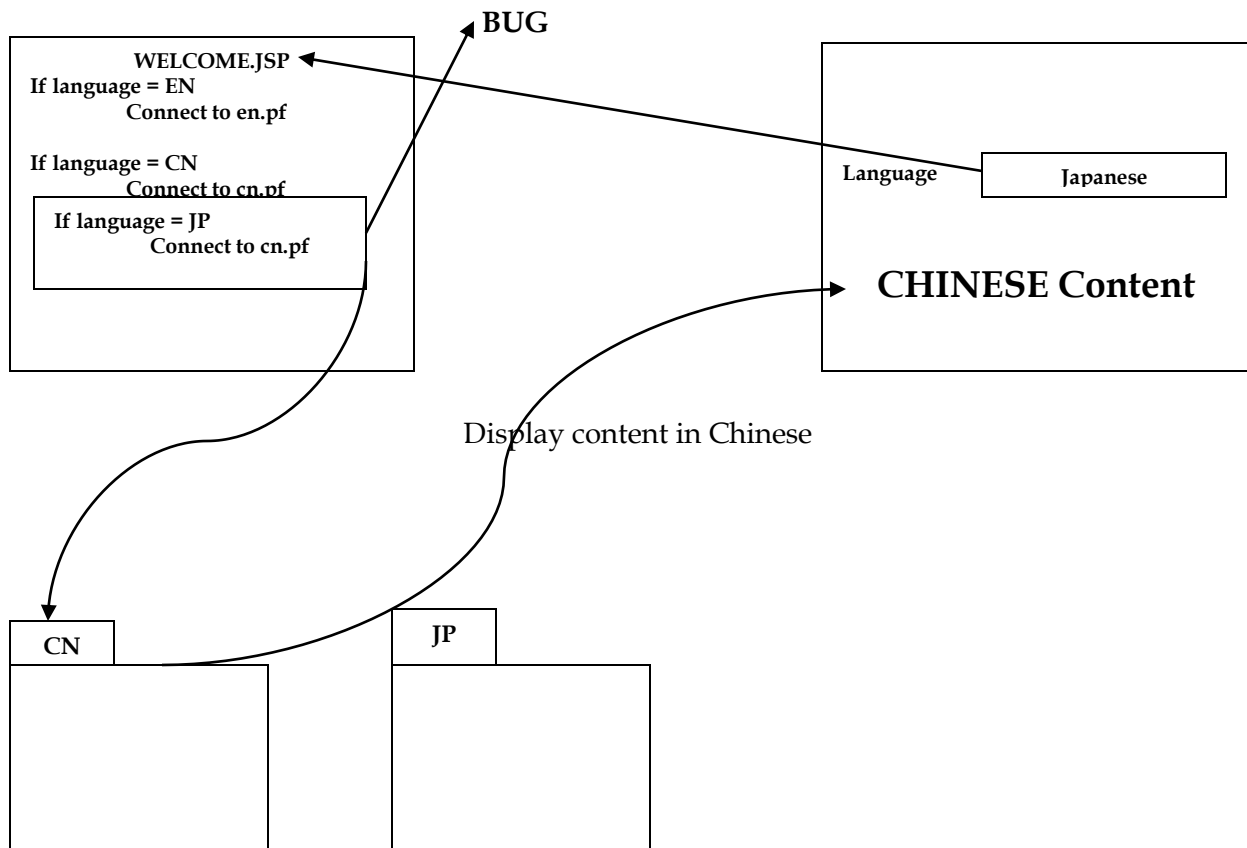 BUG
WELCOME.JSP
If language = EN
Connect to en.pf
If language = CN
Connect to cn.pf
If language = JP
Connect to cn.pf
Language
Japanese
CHINESE Content
Display content in Chinese
CN
JP